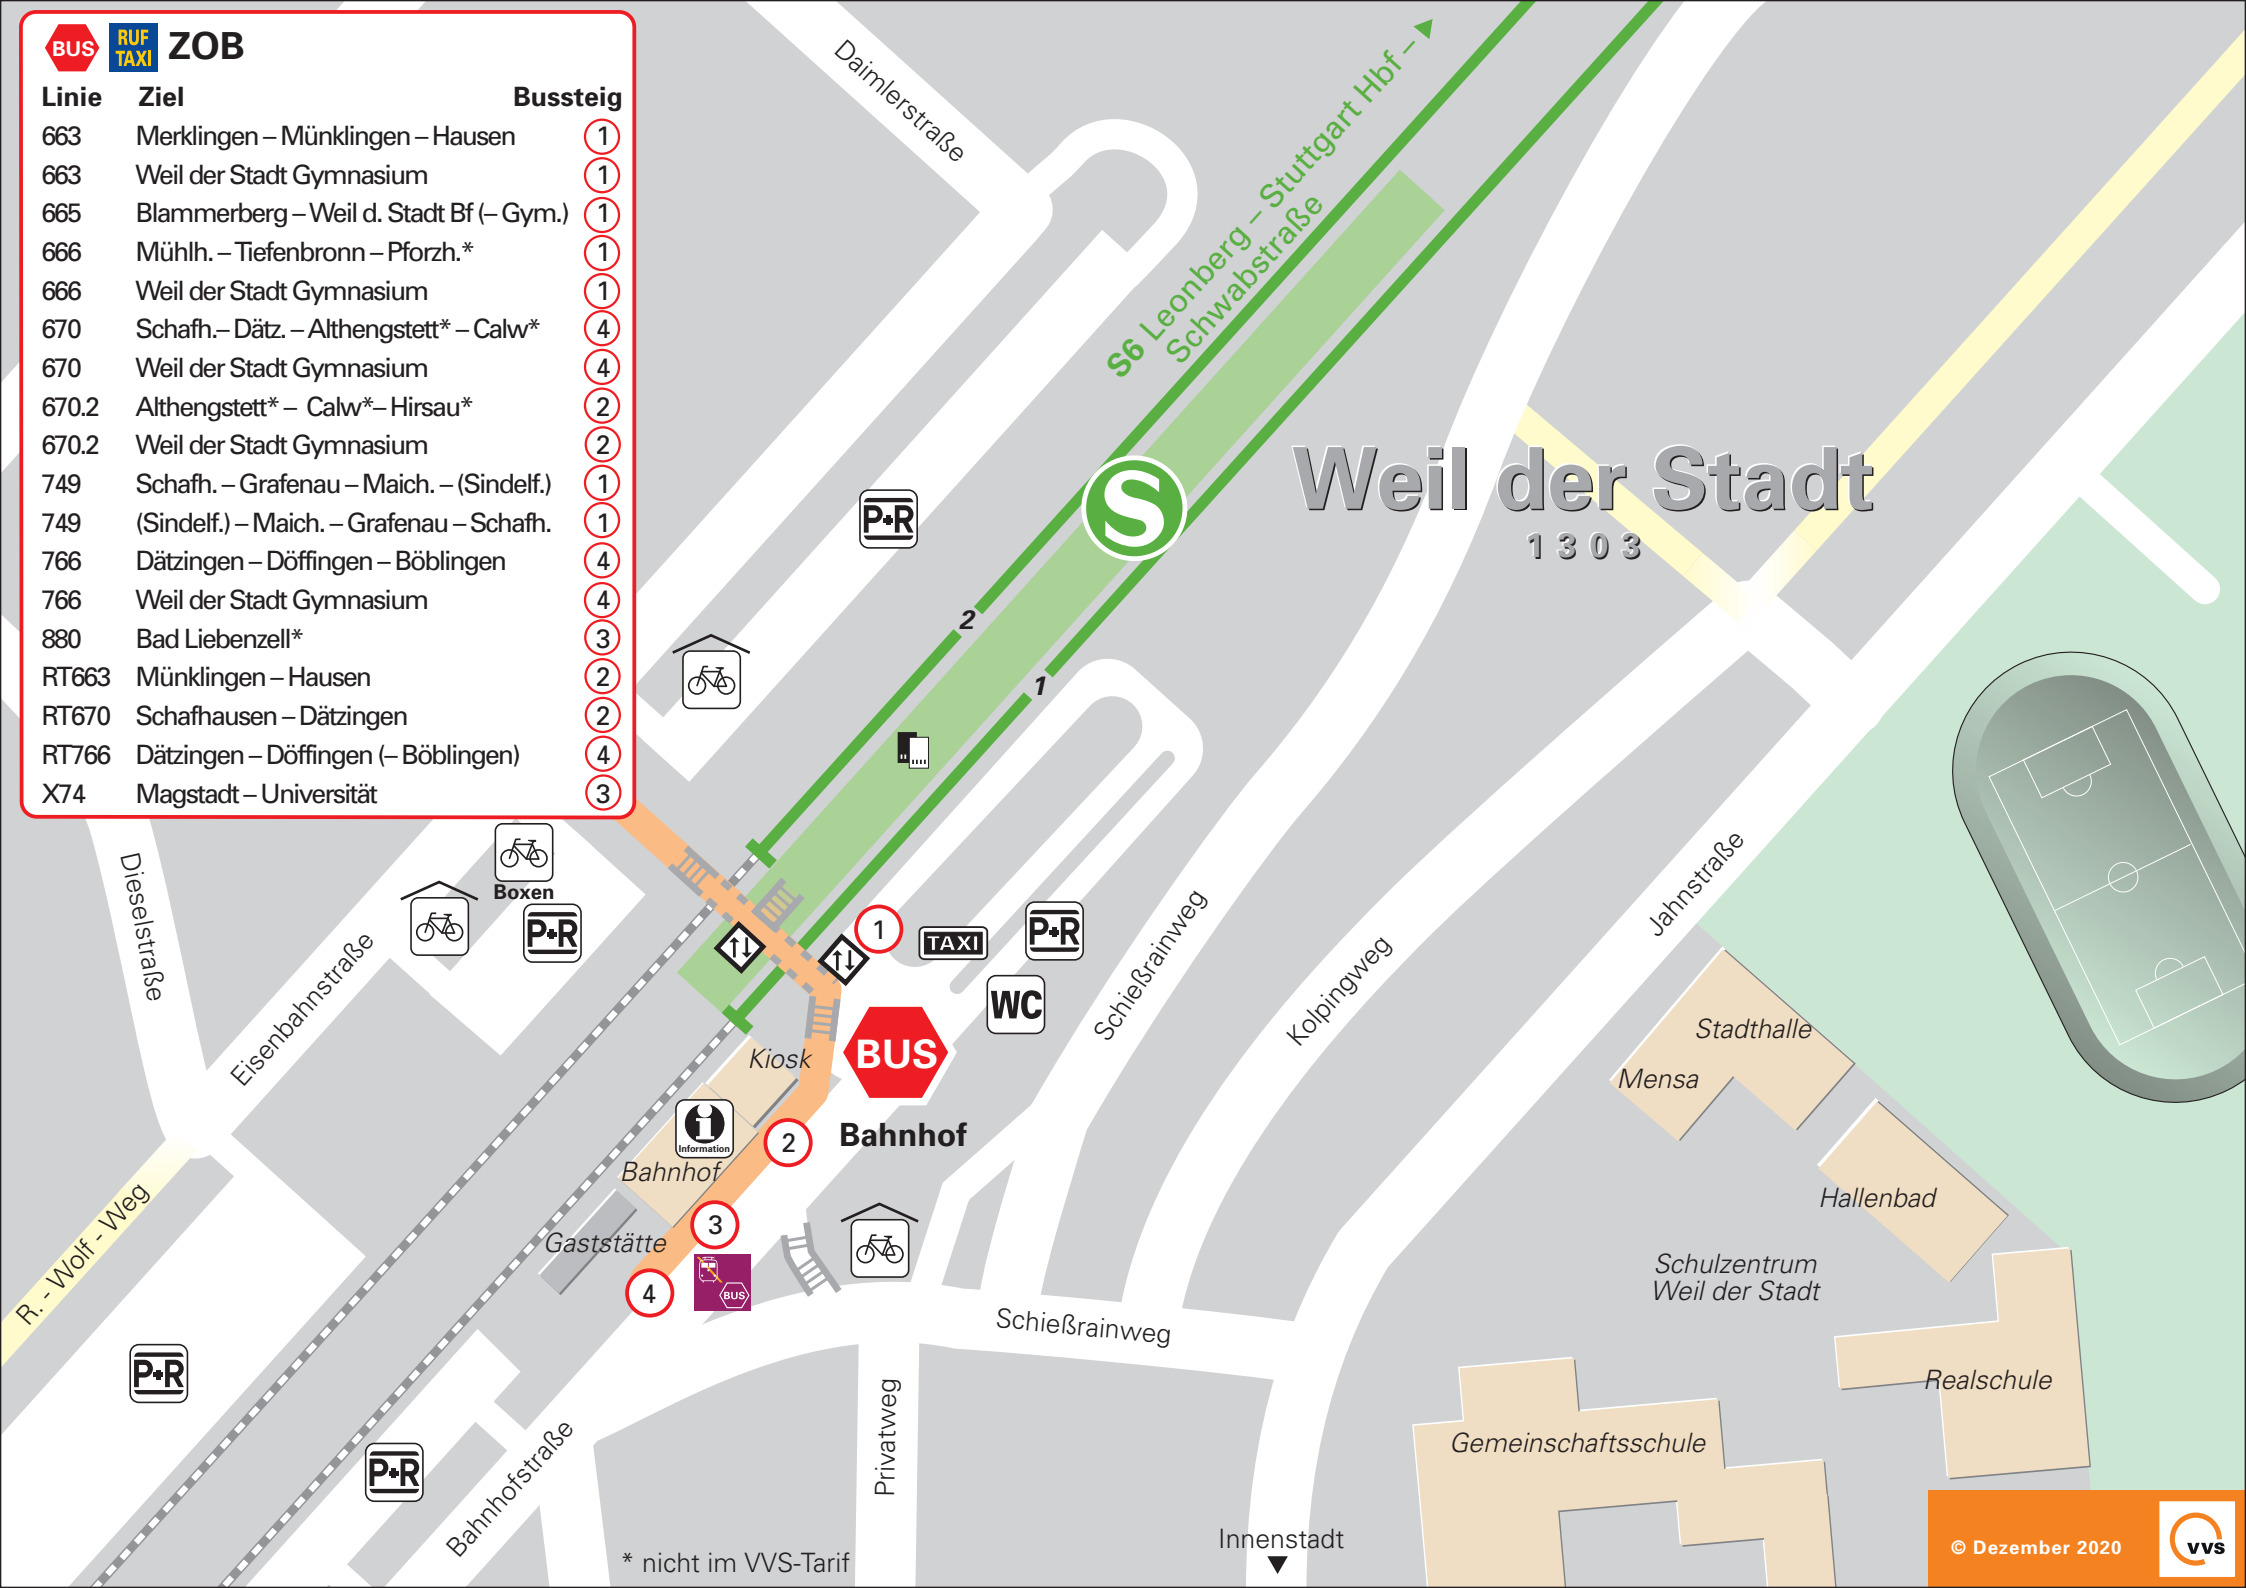 BUS RUF TAXI ZOB
Linie Ziel Bussteig
663 Merklingen – Münklingen – Hausen 1
663 Weil der Stadt Gymnasium 1
665 Blammerberg – Weil d. Stadt Bf (– Gym.) 1
666 Mühlh. – Tiefenbronn – Pforzh.* 1
666 Weil der Stadt Gymnasium 1
670 Schafh.– Dätz. – Althengstett* – Calw* 4
670 Weil der Stadt Gymnasium 4
670.2 Althengstett* – Calw*– Hirsau* 2
670.2 Weil der Stadt Gymnasium 2
749 Schafh. – Grafenau – Maich. – (Sindelf.) 1
749 (Sindelf.) – Maich. – Grafenau – Schafh. 1
766 Dätzingen – Döffingen – Böblingen 4
766 Weil der Stadt Gymnasium 4
880 Bad Liebenzell* 3
RT663 Münklingen – Hausen 2
RT670 Schafhausen – Dätzingen 2
RT766 Dätzingen – Döffingen (– Böblingen) 4
X74 Magstadt – Universität 3
Daimlerstraße
S6 Leonberg – Stuttgart Hbf –
Schwabstraße
S
Weil der Stadt
1303
P+R
2
1
Boxen
P+R
Dieselstraße
Eisenbahnstraße
1
TAXI
P+R
WC
Schießrainweg
Kolpingweg
Jahnstraße
Stadthalle
Mensa
Kiosk
BUS
Bahnhof
i
Information
Bahnhof
2
3
Gaststätte
4
BUS
R. - Wolf - Weg
Hallenbad
Schulzentrum
Weil der Stadt
Schießrainweg
P+R
P+R
Realschule
Gemeinschaftsschule
Privatweg
Bahnhofstraße
Innenstadt
* nicht im VVS-Tarif
© Dezember 2020
VVS